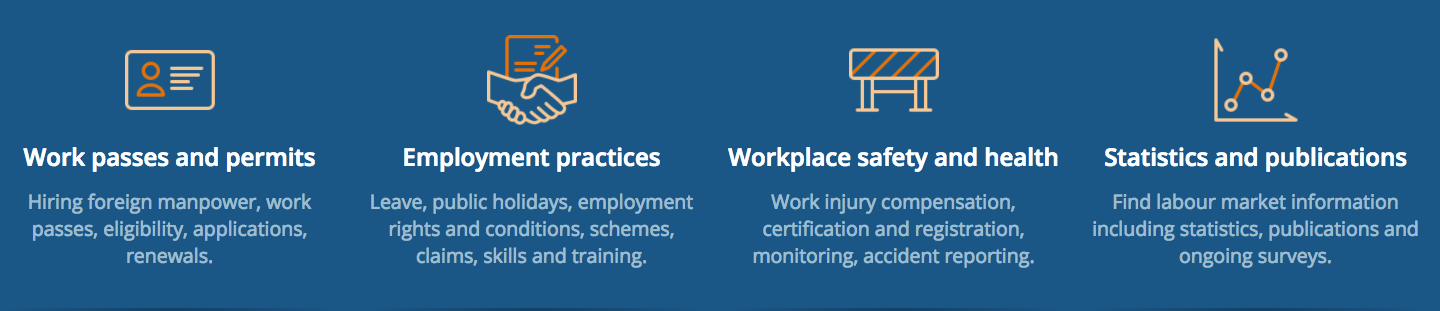 Work passes and permits
Hiring foreign manpower, work
passes, eligibility, applications,
renewals.
Employment practices
Leave, public holidays, employment
rights and conditions, schemes,
claims, skills and training.
Workplace safety and health
Work injury compensation,
certification and registration,
monitoring, accident reporting.
Statistics and publications
Find labour market information
including statistics, publications and
ongoing surveys.